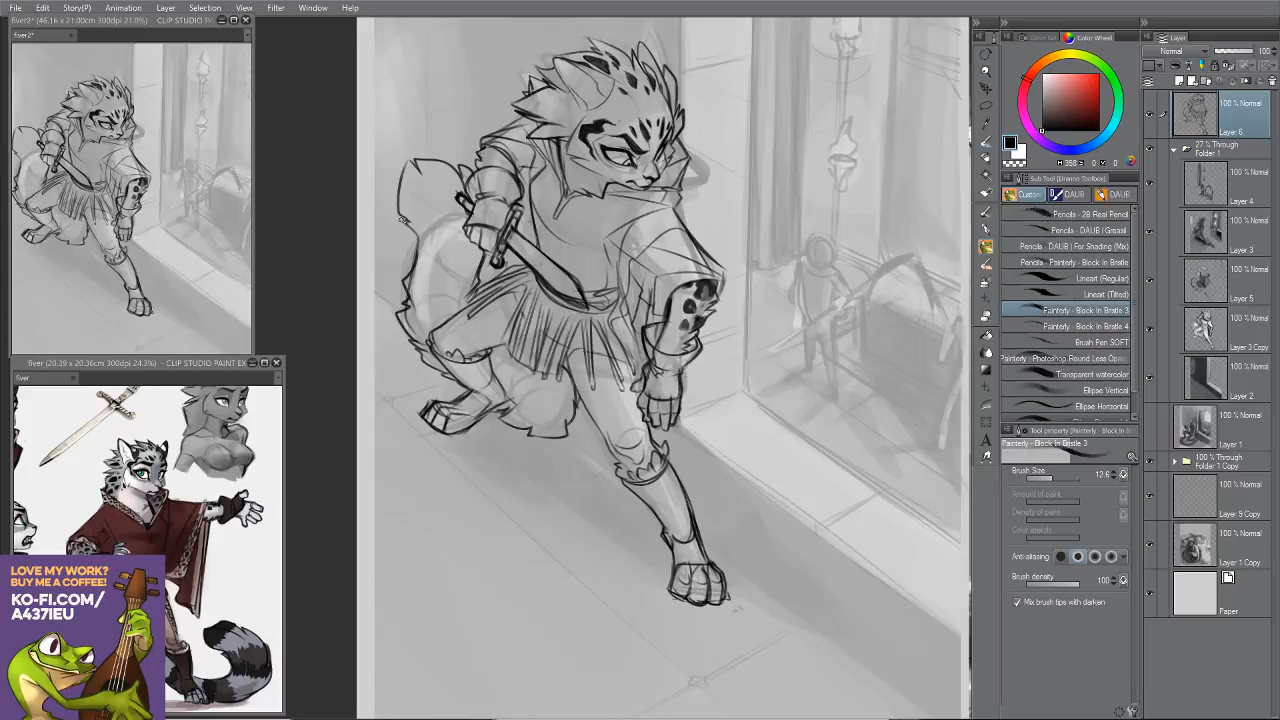 File Edit Story(P) Animation Layer Selection View Filter Window Help
fiver2* (46.16 x 21.00cm 300dpi 21.0%) CLIP STUDIO PA
fiver2*
fiver (20.39 x 20.36cm 300dpi 24.3%) - CLIP STUDIO PAINT EX
fiver
LOVE MY WORK?
BUY ME A COFFEE!
KO-FI.COM/
A437IEU
Color Set Color Wheel
H 358 S 0 V 0
Sub Tool [Elranno Toolbox]
Custom DAUB DAUB
Pencils - 2B Real Pencil
Pencils - DAUB | Greasil
Pencils - DAUB | For Shading (Mix)
Pencils - Painterly - Block In Bristle
Lineart (Regular)
Lineart (Tilted)
Painterly - Block In Bristle 3
Painterly - Block In Bristle 4
Brush Pen SOFT
Painterly - Photoshop Round Less Opac
Transparent watercolor
Ellipse Vertical
Ellipse Horizontal
Tool property [Painterly - Block In B
Painterly - Block In Bristle 3
Brush Size 12.6
Amount of paint
Density of paint
Color stretch
Anti-aliasing
Brush density 100
Mix brush tips with darken
Layer
Normal 100
100 % Normal
Layer 6
27 % Through
Folder 1
100 % Normal
Layer 4
100 % Normal
Layer 3
100 % Normal
Layer 5
100 % Normal
Layer 3 Copy
100 % Normal
Layer 2
100 % Normal
Layer 1
100 % Through
Folder 1 Copy
100 % Normal
Layer 9 Copy
100 % Normal
Layer 1 Copy
Paper